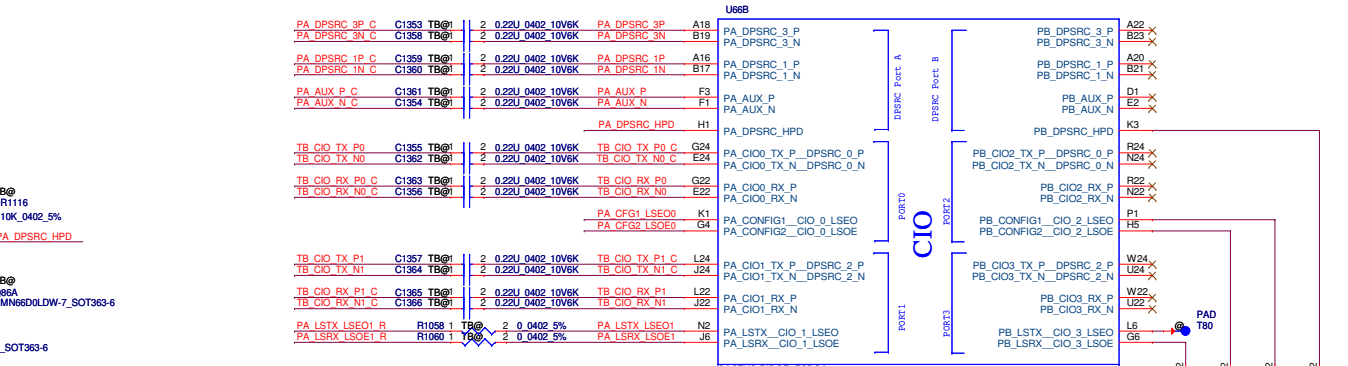 U66B
PA_DPSRC_3P_C C1353 TB@ 1 2 0.22U_0402_10V6K PA_DPSRC_3P A18 PA_DPSRC_3_P PB_DPSRC_3_P A22
PA_DPSRC_3N_C C1358 TB@ 1 2 0.22U_0402_10V6K PA_DPSRC_3N B19 PA_DPSRC_3_N PB_DPSRC_3_N B23
PA_DPSRC_1P_C C1359 TB@ 1 2 0.22U_0402_10V6K PA_DPSRC_1P A16 PA_DPSRC_1_P PB_DPSRC_1_P A20
PA_DPSRC_1N_C C1360 TB@ 1 2 0.22U_0402_10V6K PA_DPSRC_1N B17 PA_DPSRC_1_N PB_DPSRC_1_N B21
DPSRC Port A DPSRC Port B
PA_AUX_P_C C1361 TB@ 1 2 0.22U_0402_10V6K PA_AUX_P F3 PA_AUX_P PB_AUX_P D1
PA_AUX_N_C C1354 TB@ 1 2 0.22U_0402_10V6K PA_AUX_N F1 PA_AUX_N PB_AUX_N E2
PA_DPSRC_HPD H1 PA_DPSRC_HPD PB_DPSRC_HPD K3
TB_CIO_TX_P0 C1355 TB@ 1 2 0.22U_0402_10V6K TB_CIO_TX_P0_C G24 PA_CIO0_TX_P__DPSRC_0_P PB_CIO2_TX_P__DPSRC_0_P R24
TB_CIO_TX_N0 C1362 TB@ 1 2 0.22U_0402_10V6K TB_CIO_TX_N0_C E24 PA_CIO0_TX_N__DPSRC_0_N PB_CIO2_TX_N__DPSRC_0_N N24
TB_CIO_RX_P0_C C1363 TB@ 1 2 0.22U_0402_10V6K TB_CIO_RX_P0 G22 PA_CIO0_RX_P PB_CIO2_RX_P R22
TB_CIO_RX_N0_C C1356 TB@ 1 2 0.22U_0402_10V6K TB_CIO_RX_N0 E22 PA_CIO0_RX_N PB_CIO2_RX_N N22
B@
R1116
10K_0402_5%
PORT0 PORT2
PA_CFG1_LSEO0 K1 PA_CONFIG1__CIO_0_LSEO PB_CONFIG1__CIO_2_LSEO P1
PA_CFG2_LSOE0 G4 PA_CONFIG2__CIO_0_LSOE PB_CONFIG2__CIO_2_LSOE H5
CIO
PA_DPSRC_HPD
TB_CIO_TX_P1 C1357 TB@ 1 2 0.22U_0402_10V6K TB_CIO_TX_P1_C L24 PA_CIO1_TX_P__DPSRC_2_P PB_CIO3_TX_P__DPSRC_2_P W24
TB_CIO_TX_N1 C1364 TB@ 1 2 0.22U_0402_10V6K TB_CIO_TX_N1_C J24 PA_CIO1_TX_N__DPSRC_2_N PB_CIO3_TX_N__DPSRC_2_N U24
B@
86A
MN66D0LDW-7_SOT363-6
TB_CIO_RX_P1_C C1365 TB@ 1 2 0.22U_0402_10V6K TB_CIO_RX_P1 L22 PA_CIO1_RX_P PB_CIO3_RX_P W22
TB_CIO_RX_N1_C C1366 TB@ 1 2 0.22U_0402_10V6K TB_CIO_RX_N1 J22 PA_CIO1_RX_N PB_CIO3_RX_N U22
PORT1 PORT3
PA_LSTX_LSEO1_R R1058 1 TB@ 2 0_0402_5% PA_LSTX_LSEO1 N2 PA_LSTX__CIO_1_LSEO PB_LSTX__CIO_3_LSEO L6 @ PAD
T80
PA_LSRX_LSOE1_R R1060 1 TB@ 2 0_0402_5% PA_LSRX_LSOE1 J6 PA_LSRX__CIO_1_LSOE PB_LSRX__CIO_3_LSOE G6
_SOT363-6